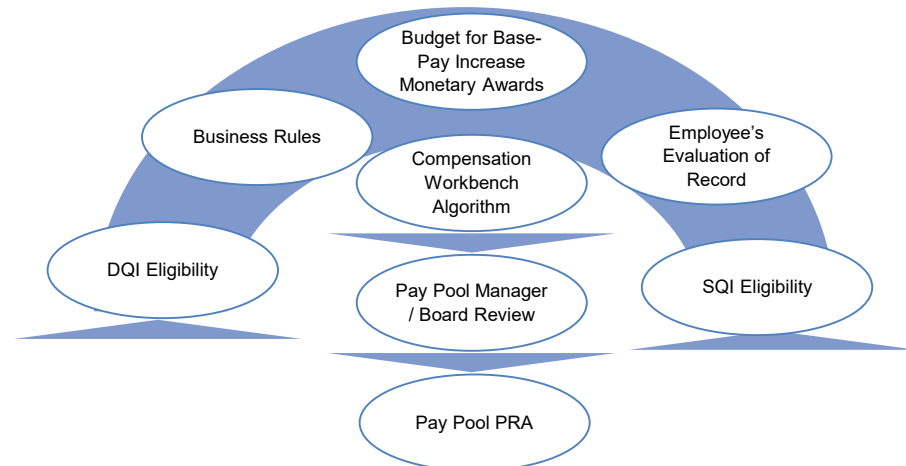 Budget for Base-
Pay Increase
Monetary Awards
Business Rules
Employee's
Evaluation of
Record
Compensation
Workbench
Algorithm
DQI Eligibility
SQI Eligibility
Pay Pool Manager
/ Board Review
Pay Pool PRA